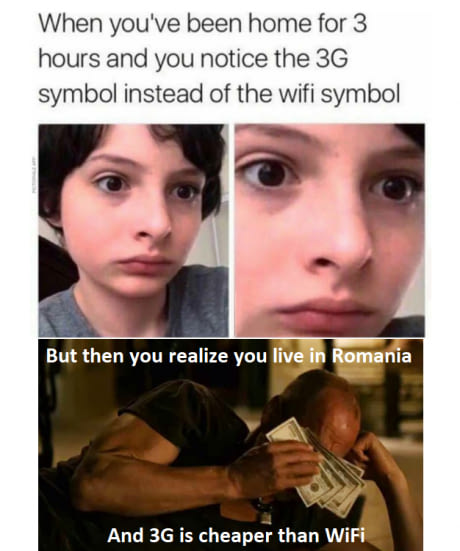 When you've been home for 3
hours and you notice the 3G
symbol instead of the wifi symbol
But then you realize you live in Romania
And 3G is cheaper than WiFi